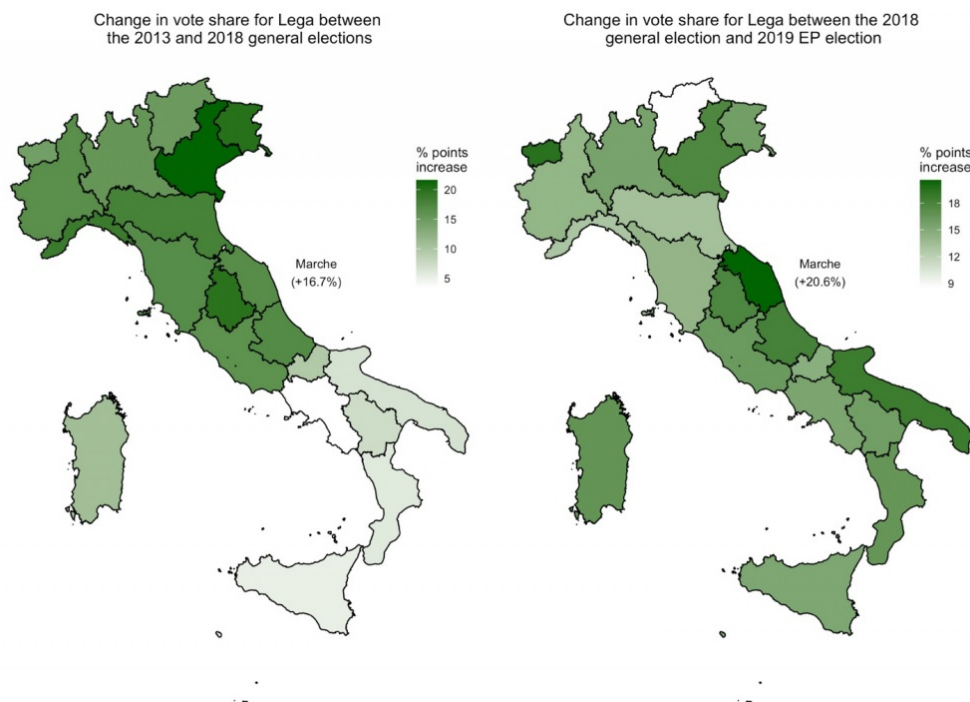 Change in vote share for Lega between
the 2013 and 2018 general elections
% points
increase
20
15
10
5
Marche
(+16.7%)
Change in vote share for Lega between the 2018
general election and 2019 EP election
% points
increase
18
15
12
9
Marche
(+20.6%)